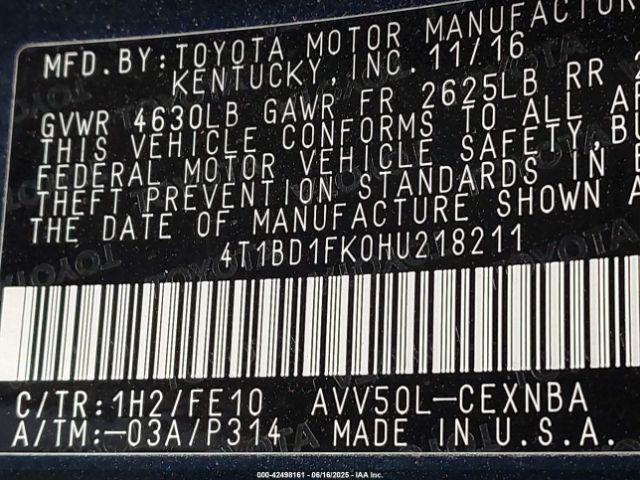 MFD. BY: TOYOTA MOTOR MANUFACTUR
KENTUCKY, INC. 11/16
GVWR 4630LB GAWR FR 2625LB RR
THIS VEHICLE CONFORMS TO ALL AP
FEDERAL MOTOR VEHICLE SAFETY, B
THEFT PREVENTION STANDARDS IN E
THE DATE OF MANUFACTURE SHOWN A
4T1BD1FK0HU218211
C/TR: 1H2/FE10 AVV50L-CEXNBA
A/TM: -03A/P314 MADE IN U.S.A.
000-42498161 - 06/16/2025 - IAA Inc.